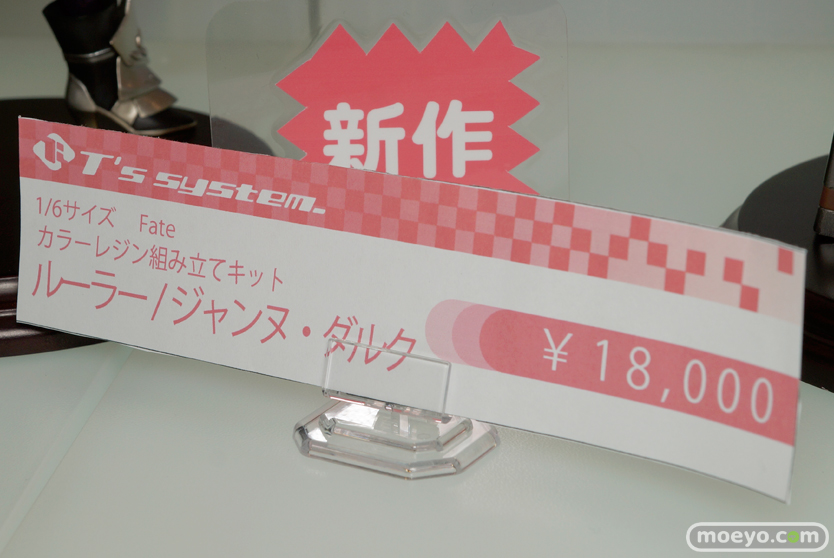 新作
T's system.
1/6サイズ Fate
カラーレジン組み立てキット
ルーラー/ジャンヌ・ダルク
¥18,000
moeyo.com